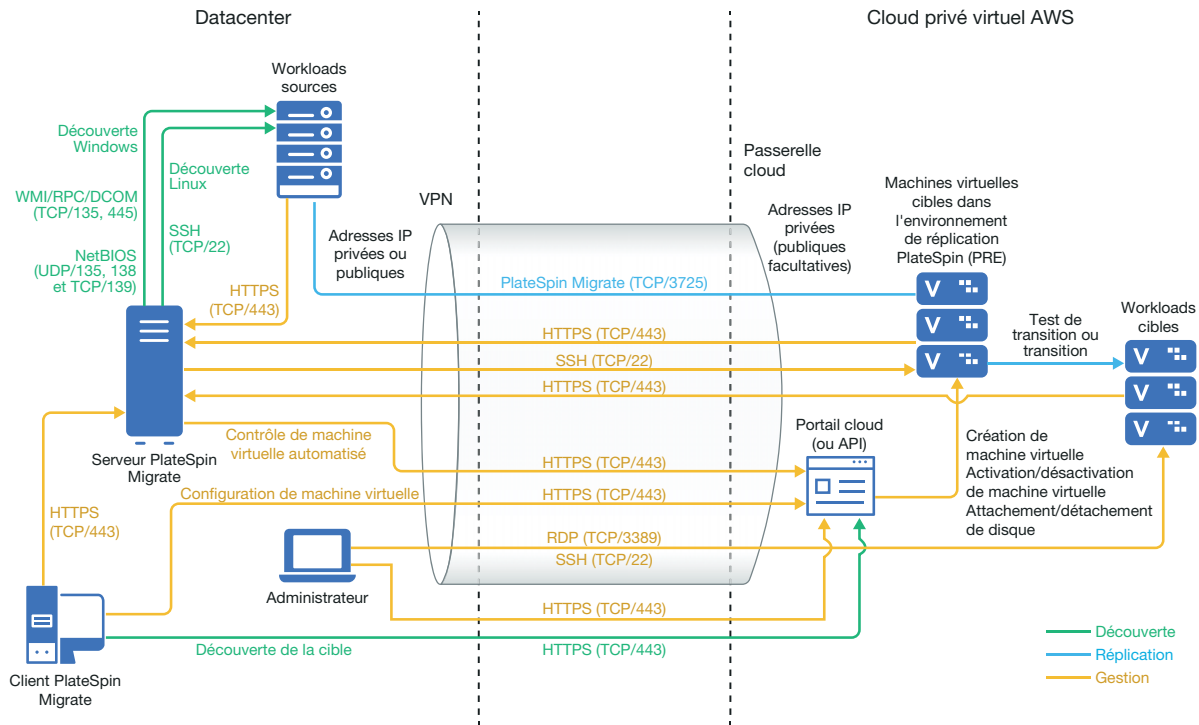 Datacenter
Cloud privé virtuel AWS
Workloads
sources
Découverte
Windows
Découverte
Linux
WMI/RPC/DCOM
(TCP/135, 445)
SSH
(TCP/22)
NetBIOS
(UDP/135, 138
et TCP/139)
HTTPS
(TCP/443)
Adresses IP
privées ou
publiques
VPN
Passerelle
cloud
Adresses IP
privées
(publiques
facultatives)
Machines virtuelles
cibles dans
l'environnement
de réplication
PlateSpin (PRE)
PlateSpin Migrate (TCP/3725)
V
HTTPS (TCP/443)
V
SSH (TCP/22)
V
Test de
transition ou
transition
Workloads
cibles
V
V
V
HTTPS (TCP/443)
Serveur PlateSpin
Migrate
Contrôle de machine
virtuelle automatisé
HTTPS (TCP/443)
Portail cloud
(ou API)
Création de
machine virtuelle
Activation/désactivation
de machine virtuelle
Attachement/détachement
de disque
Configuration de machine virtuelle
HTTPS (TCP/443)
HTTPS
(TCP/443)
RDP (TCP/3389)
SSH (TCP/22)
Administrateur
HTTPS (TCP/443)
Découverte de la cible
HTTPS (TCP/443)
Client PlateSpin
Migrate
Découverte
Réplication
Gestion